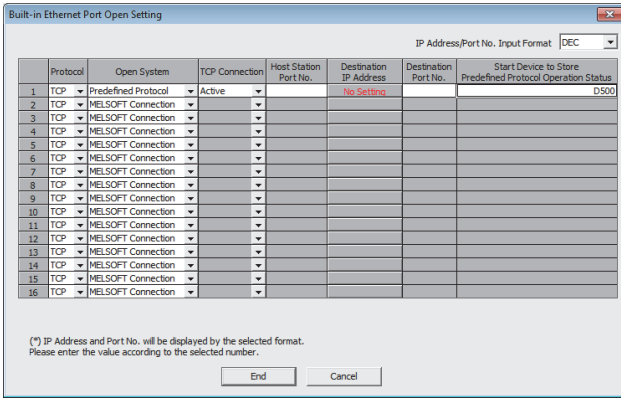 Built-in Ethernet Port Open Setting
IP Address/Port No. Input Format DEC
Protocol Open System TCP Connection Host Station Port No. Destination IP Address Destination Port No. Start Device to Store Predefined Protocol Operation Status
1 TCP Predefined Protocol Active No Setting D500
2 TCP MELSOFT Connection
3 TCP MELSOFT Connection
4 TCP MELSOFT Connection
5 TCP MELSOFT Connection
6 TCP MELSOFT Connection
7 TCP MELSOFT Connection
8 TCP MELSOFT Connection
9 TCP MELSOFT Connection
10 TCP MELSOFT Connection
11 TCP MELSOFT Connection
12 TCP MELSOFT Connection
13 TCP MELSOFT Connection
14 TCP MELSOFT Connection
15 TCP MELSOFT Connection
16 TCP MELSOFT Connection
(*) IP Address and Port No. will be displayed by the selected format.
Please enter the value according to the selected number.
End Cancel